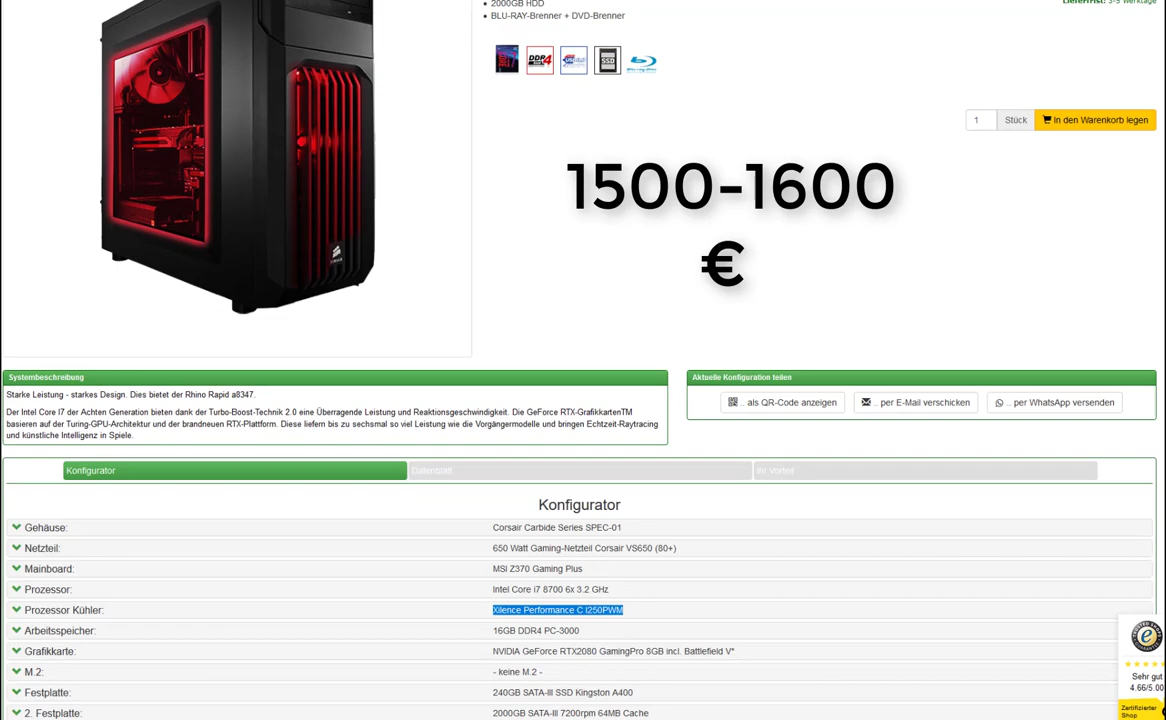 2000GB HDD
Lieferfrist: 3-5 Werktage
BLU-RAY-Brenner + DVD-Brenner
DDR4
SSD
Blu-ray
1 Stück In den Warenkorb legen
1500-1600
€
Systembeschreibung
Starke Leistung - starkes Design. Dies bietet der Rhino Rapid a8347.
Der Intel Core I7 der Achten Generation bieten dank der Turbo-Boost-Technik 2.0 eine Überragende Leistung und Reaktionsgeschwindigkeit. Die GeForce RTX-GrafikkartenTM
basieren auf der Turing-GPU-Architektur und der brandneuen RTX-Plattform. Diese liefern bis zu sechsmal so viel Leistung wie die Vorgängermodelle und bringen Echtzeit-Raytracing
und künstliche Intelligenz in Spiele.
Aktuelle Konfiguration teilen
.. als QR-Code anzeigen .. per E-Mail verschicken .. per WhatsApp versenden
Konfigurator Datenblatt Ihr Vorteil
Konfigurator
Gehäuse: Corsair Carbide Series SPEC-01
Netzteil: 650 Watt Gaming-Netzteil Corsair VS650 (80+)
Mainboard: MSI Z370 Gaming Plus
Prozessor: Intel Core i7 8700 6x 3.2 GHz
Prozessor Kühler: Xilence Performance C I250PWM
Arbeitsspeicher: 16GB DDR4 PC-3000
Grafikkarte: NVIDIA GeForce RTX2080 GamingPro 8GB incl. Battlefield V*
M.2: - keine M.2 -
Festplatte: 240GB SATA-III SSD Kingston A400
2. Festplatte: 2000GB SATA-III 7200rpm 64MB Cache
Sehr gut
4.66/5.00
Zertifizierter
Shop